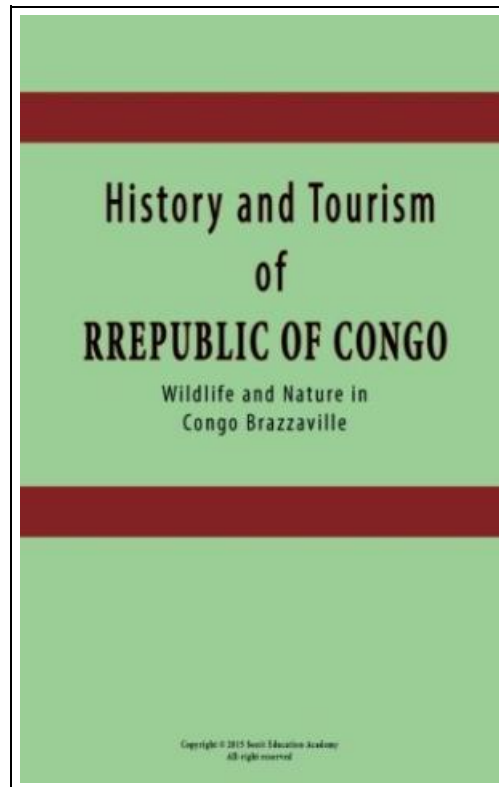 History and Tourism
of
RREPUBLIC OF CONGO
Wildlife and Nature in
Congo Brazzaville
Copyright © 2015 Education Academy
All right reserved